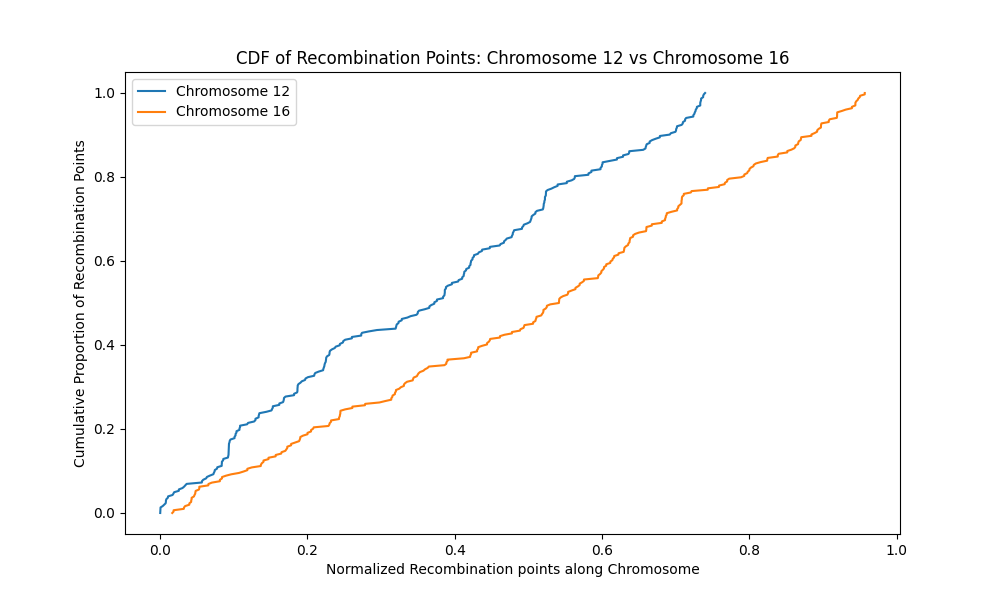 CDF of Recombination Points: Chromosome 12 vs Chromosome 16
Chromosome 12
Chromosome 16
Cumulative Proportion of Recombination Points
1.0
0.8
0.6
0.4
0.2
0.0
0.0 0.2 0.4 0.6 0.8 1.0
Normalized Recombination points along Chromosome